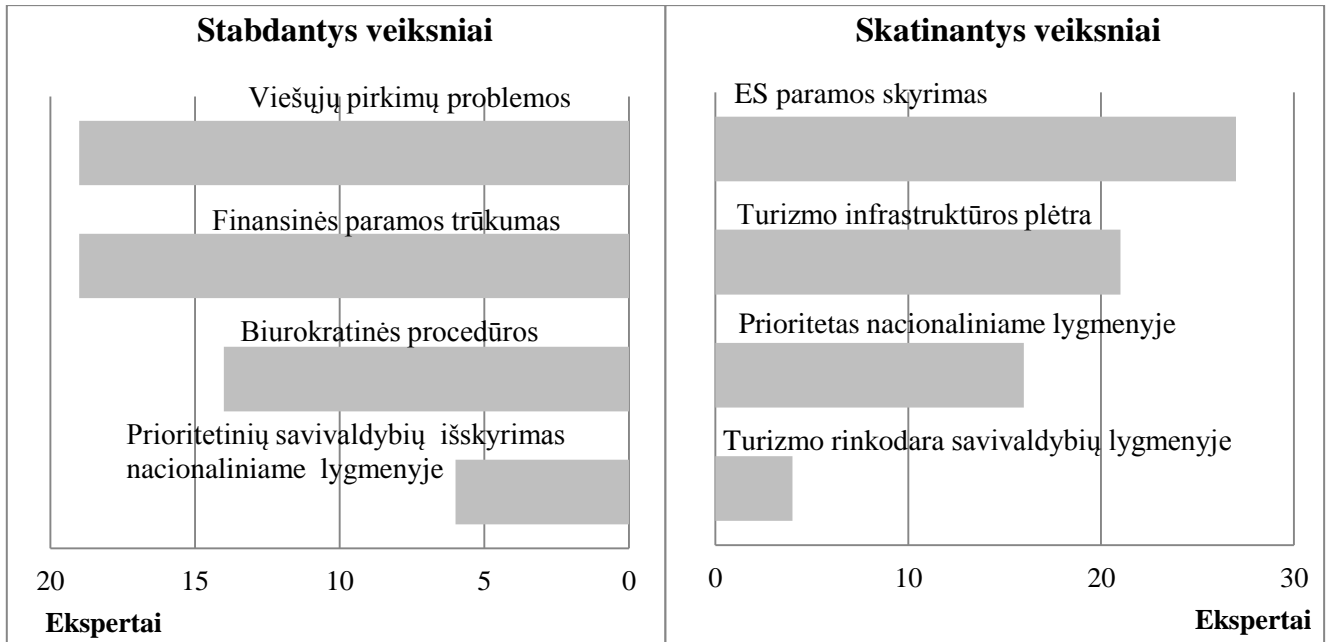 Stabdantys veiksniai
Viešųjų pirkimų problemos
Finansinės paramos trūkumas
Biurokratinės procedūros
Prioritetinių savivaldybių išskyrimas
nacionaliniame lygmenyje
20 15 10 5 0
Ekspertai
Skatinantys veiksniai
ES paramos skyrimas
Turizmo infrastruktūros plėtra
Prioritetas nacionaliniame lygmenyje
Turizmo rinkodara savivaldybių lygmenyje
0 10 20 30
Ekspertai